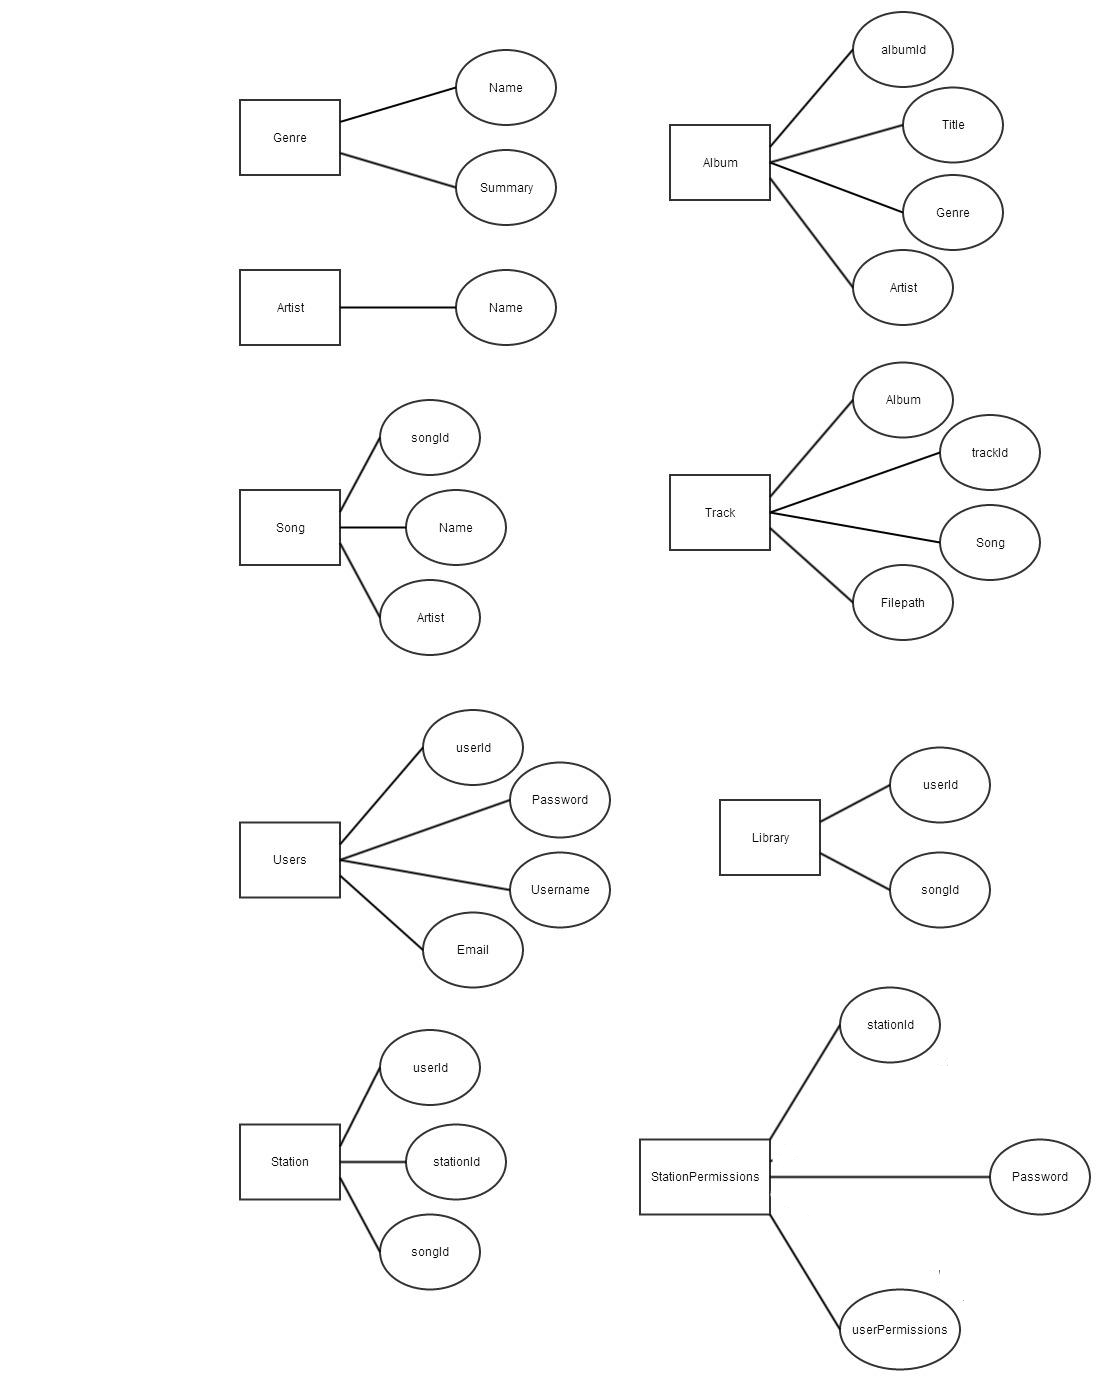 Genre
Name
Summary
Album
albumId
Title
Genre
Artist
Artist
Name
Song
songId
Name
Artist
Track
Album
trackId
Song
Filepath
Users
userId
Password
Username
Email
Library
userId
songId
Station
userId
stationId
songId
StationPermissions
stationId
Password
userPermissions